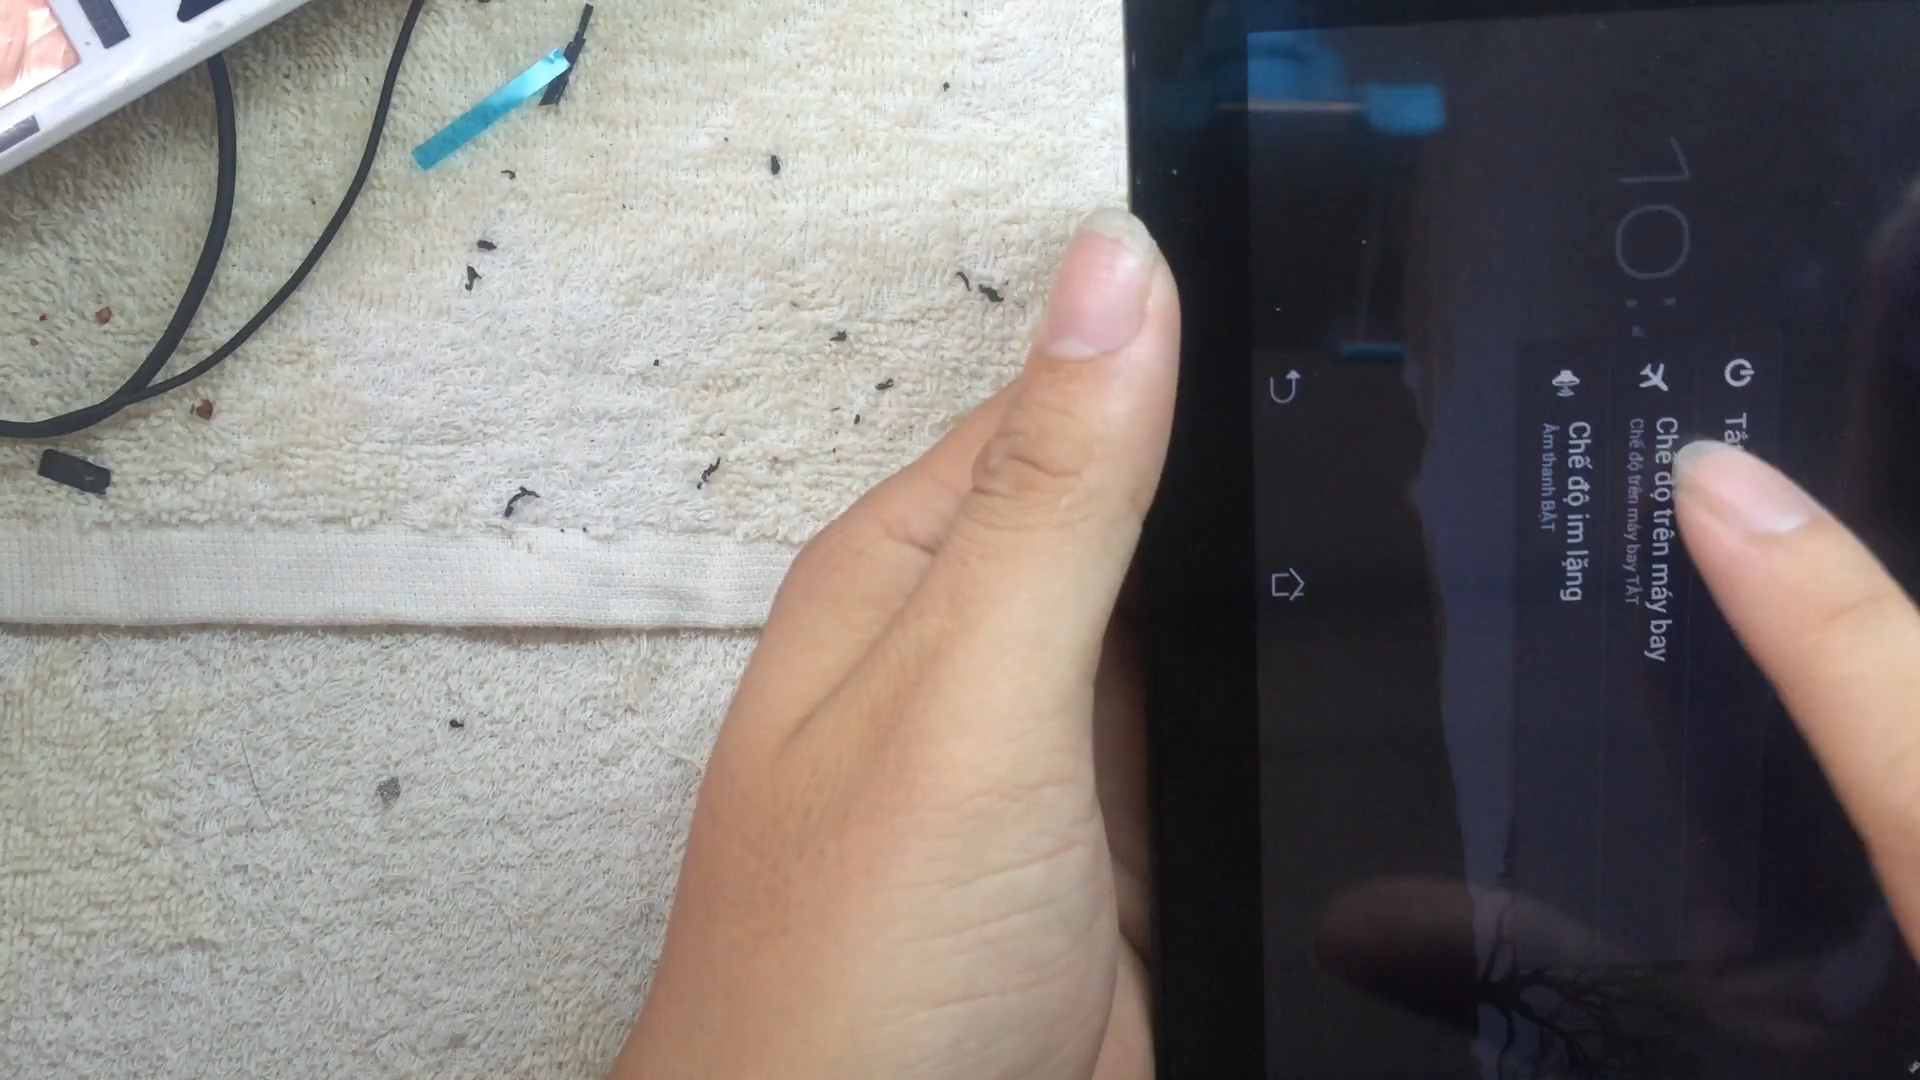 10:
Chế độ trên máy bay
Chế độ trên máy bay TẮT
Chế độ im lặng
Âm thanh BẬT